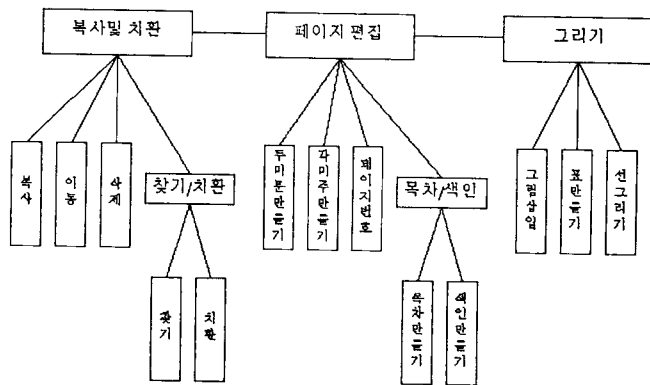 복사및 치환
페이지 편집
그리기
복사
이동
삭제
찾기/치환
두미문만들기
각미주만들기
페이지번호
목차/색인
그림삽입
표만들기
선그리기
찾기
치환
목차만들기
색인만들기